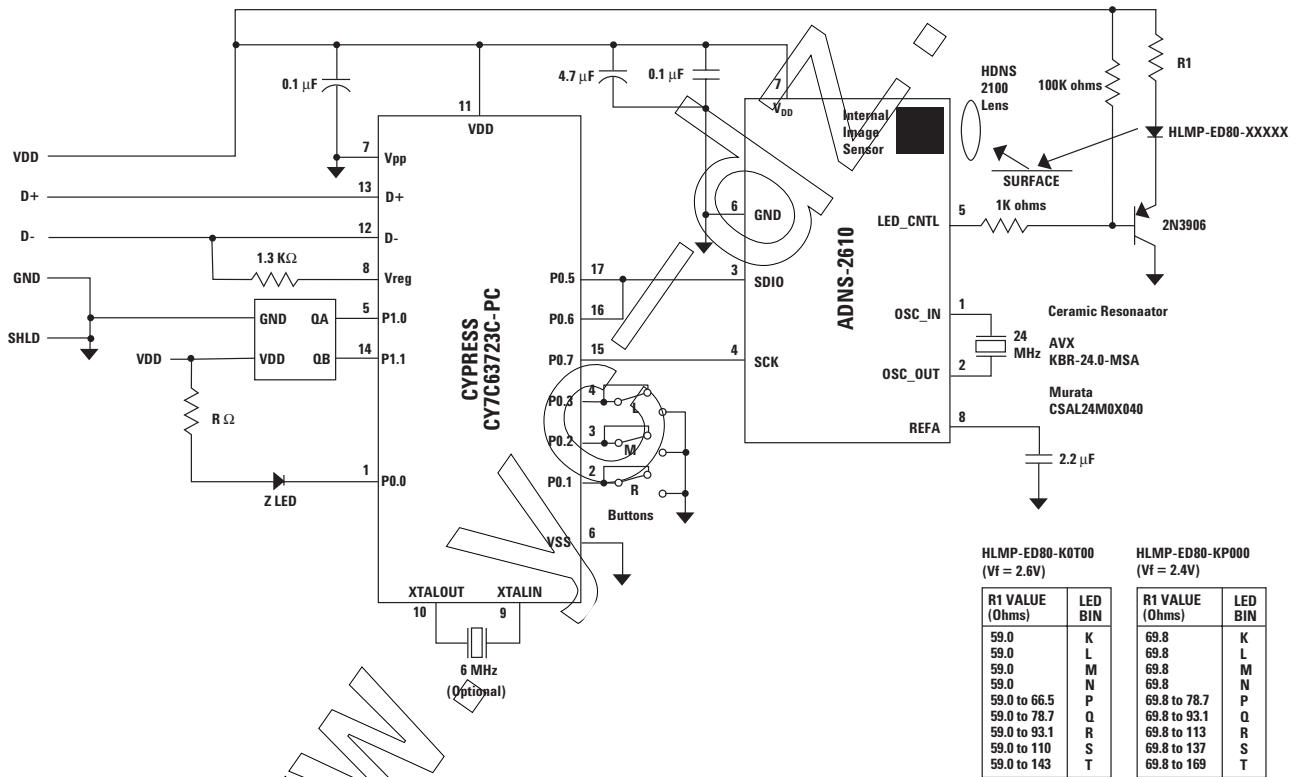 0.1 µF
4.7 µF
0.1 µF
7
VDD
Internal
Image
Sensor
HDNS
2100
Lens
100K ohms
R1
HLMP-ED80-XXXXX
SURFACE
1K ohms
2N3906
11
VDD
VDD
7
Vpp
D+
13
D+
D-
12
D-
1.3 KΩ
8
Vreg
GND
SHLD
GND
QA
VDD
QB
5
P1.0
14
P1.1
VDD
R Ω
Z LED
1
P0.0
CYPRESS
CY7C63723C-PC
P0.5
17
P0.6
16
P0.7
15
P0.3
4
L
P0.2
3
M
P0.1
2
R
Buttons
VSS
6
XTALOUT
XTALIN
10
9
6 MHz
(Optional)
6
GND
3
SDIO
4
SCK
ADNS-2610
LED_CNTL
5
OSC_IN
1
OSC_OUT
2
REFA
8
24
MHz
Ceramic Resonaator
AVX
KBR-24.0-MSA
Murata
CSAL24M0X040
2.2 µF
HLMP-ED80-K0T00
(Vf = 2.6V)
R1 VALUE
(Ohms)
LED
BIN
59.0 K
59.0 L
59.0 M
59.0 N
59.0 to 66.5 P
59.0 to 78.7 Q
59.0 to 93.1 R
59.0 to 110 S
59.0 to 143 T
HLMP-ED80-KP000
(Vf = 2.4V)
R1 VALUE
(Ohms)
LED
BIN
69.8 K
69.8 L
69.8 M
69.8 N
69.8 to 78.7 P
69.8 to 93.1 Q
69.8 to 113 R
69.8 to 137 S
69.8 to 169 T